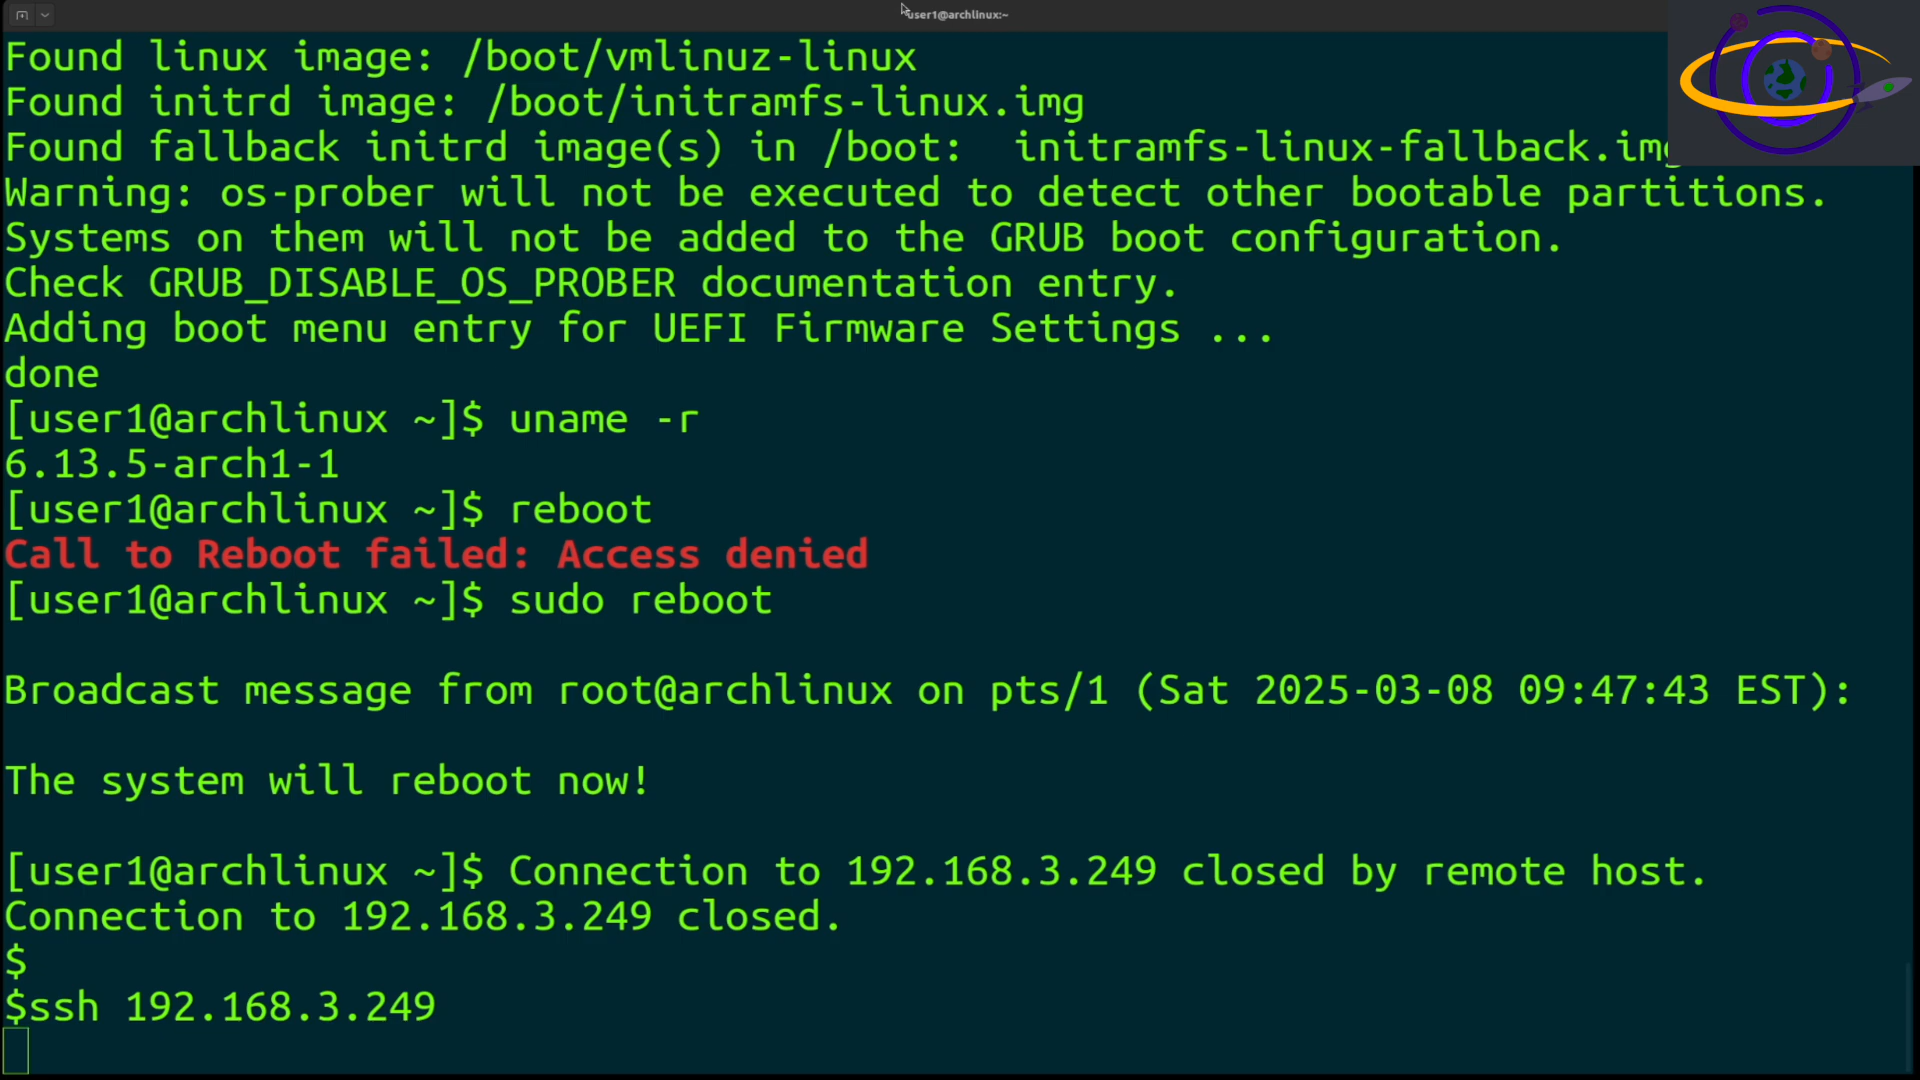 user1@archlinux:~
Found linux image: /boot/vmlinuz-linux
Found initrd image: /boot/initramfs-linux.img
Found fallback initrd image(s) in /boot:  initramfs-linux-fallback.img
Warning: os-prober will not be executed to detect other bootable partitions.
Systems on them will not be added to the GRUB boot configuration.
Check GRUB_DISABLE_OS_PROBER documentation entry.
Adding boot menu entry for UEFI Firmware Settings ...
done
[user1@archlinux ~]$ uname -r
6.13.5-arch1-1
[user1@archlinux ~]$ reboot
Call to Reboot failed: Access denied
[user1@archlinux ~]$ sudo reboot
Broadcast message from root@archlinux on pts/1 (Sat 2025-03-08 09:47:43 EST):
The system will reboot now!
[user1@archlinux ~]$ Connection to 192.168.3.249 closed by remote host.
Connection to 192.168.3.249 closed.
$
$ssh 192.168.3.249